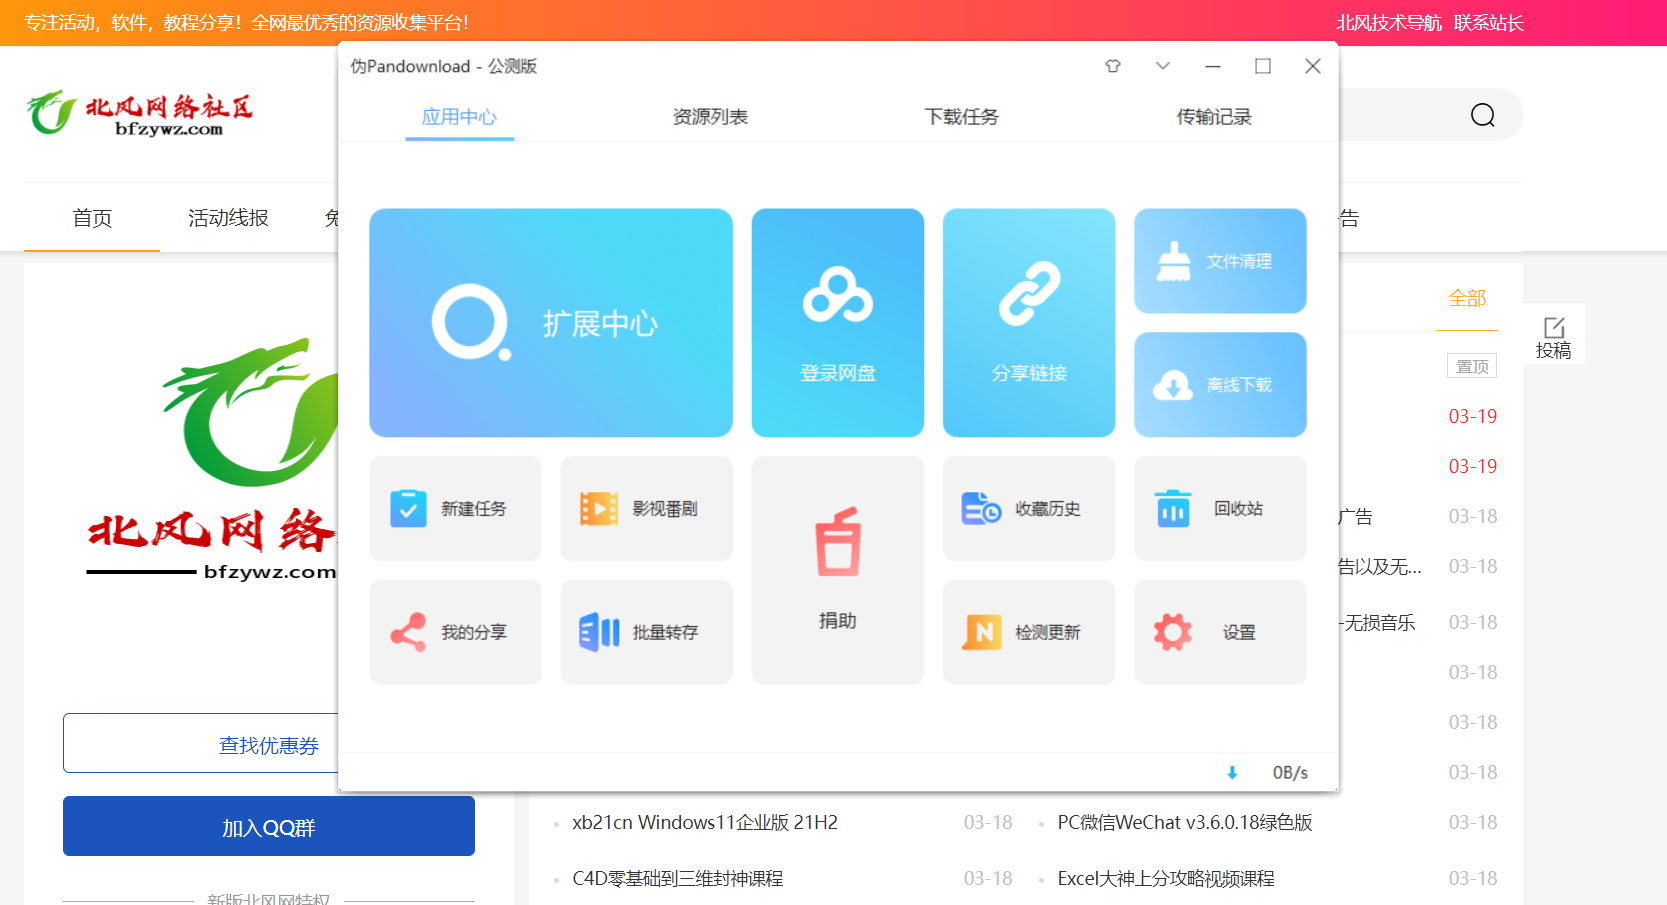 专注活动，软件，教程分享！全网最优秀的资源收集平台！
北风技术导航 联系站长
北风网络社区
bfzywz.com
首页
活动线报
免
告
伪Pandownload - 公测版
应用中心
资源列表
下载任务
传输记录
扩展中心
登录网盘
分享链接
文件清理
离线下载
新建任务
影视番剧
捐助
收藏历史
回收站
我的分享
批量转存
检测更新
设置
0B/s
北风网络
bfzywz.com
查找优惠券
加入QQ群
新版北风网特权
全部
投稿
置顶
03-19
03-19
广告 03-18
告以及无... 03-18
-无损音乐 03-18
03-18
03-18
03-18
xb21cn Windows11企业版 21H2 03-18
PC微信WeChat v3.6.0.18绿色版 03-18
C4D零基础到三维封神课程 03-18
Excel大神上分攻略视频课程 03-18